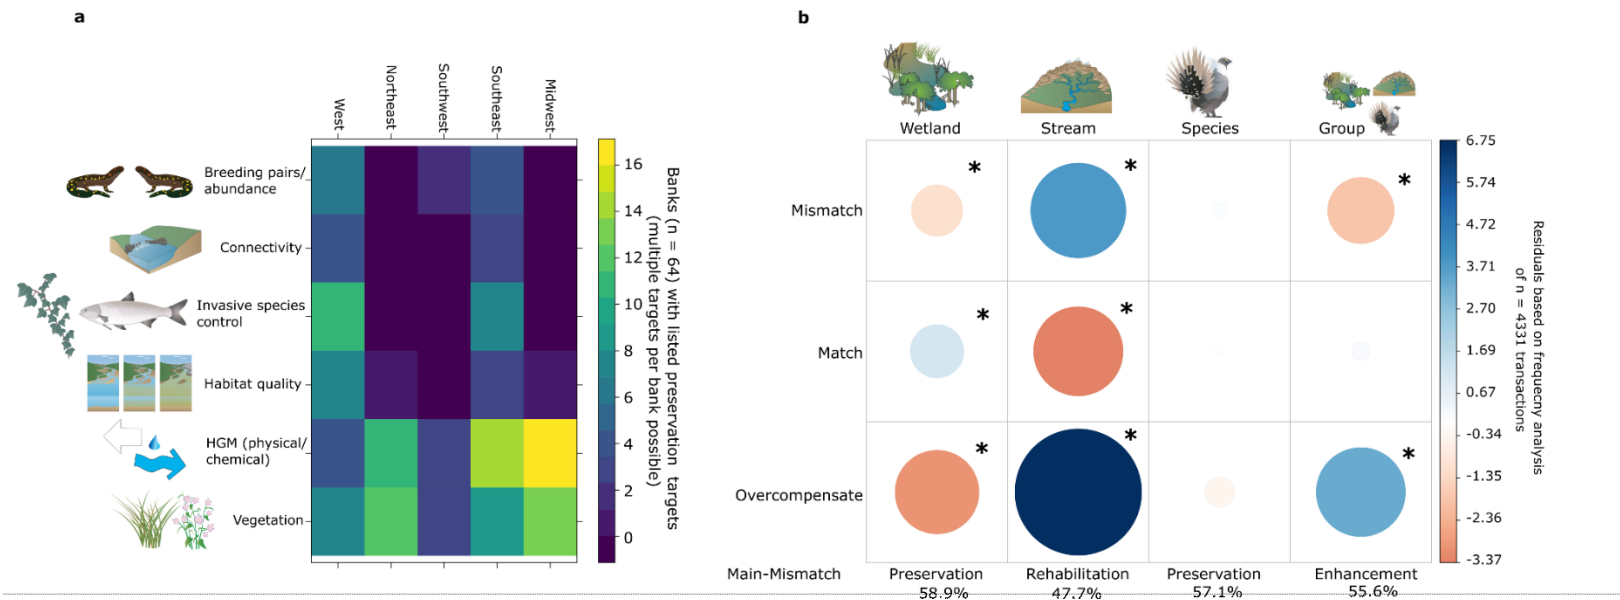 a
West
Northeast
Southwest
Southeast
Midwest
Breeding pairs/
abundance
Connectivity
Invasive species
control
Habitat quality
HGM (physical/
chemical)
Vegetation
16
14
12
10
8
6
4
2
0
Banks (n = 64) with listed preservation targets
(multiple targets per bank possible)
b
Wetland
Stream
Species
Group
Mismatch
*
*
*
Match
*
*
Overcompensate
*
*
*
Main-Mismatch
Preservation
58.9%
Rehabilitation
47.7%
Preservation
57.1%
Enhancement
55.6%
6.75
5.74
4.72
3.71
2.70
1.69
0.67
-0.34
-1.35
-2.36
-3.37
Residuals based on frequecny analysis
of n = 4331 transactions